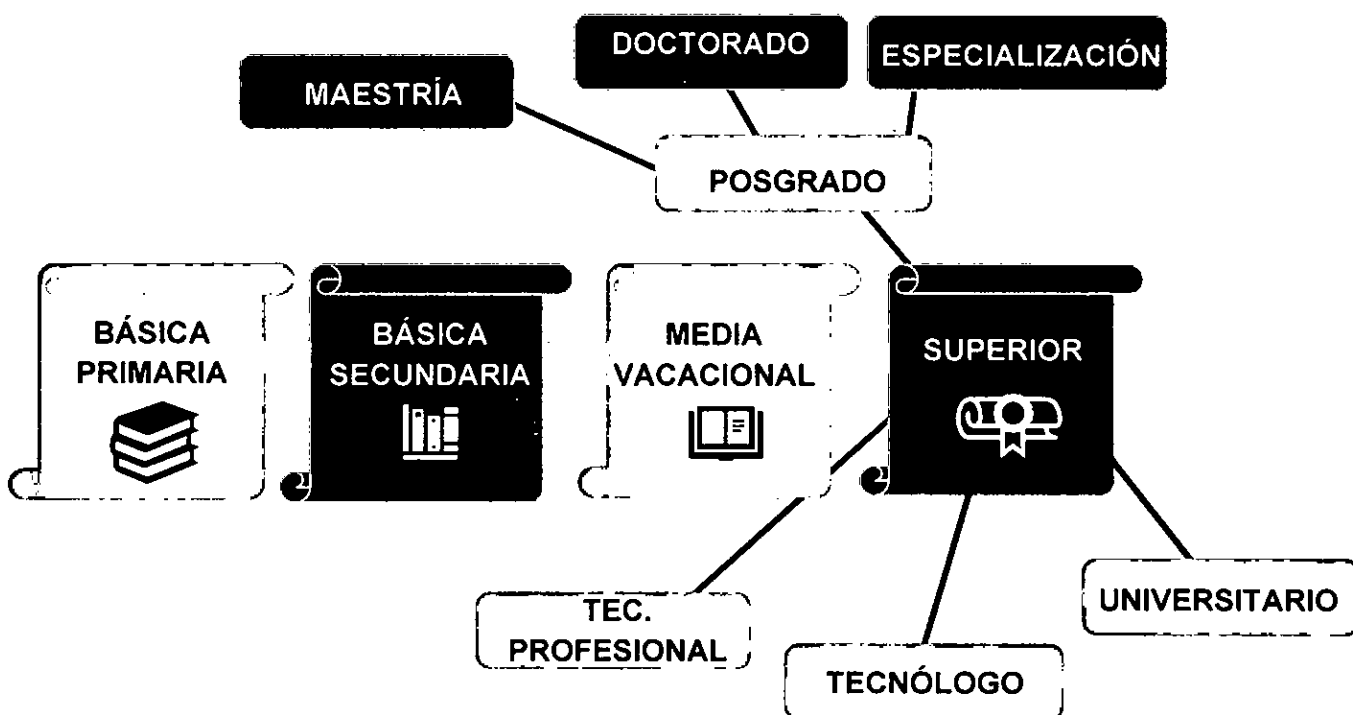 DOCTORADO
ESPECIALIZACIÓN
MAESTRÍA
POSGRADO
BÁSICA
PRIMARIA
BÁSICA
SECUNDARIA
MEDIA
VACACIONAL
SUPERIOR
TEC.
PROFESIONAL
TECNÓLOGO
UNIVERSITARIO